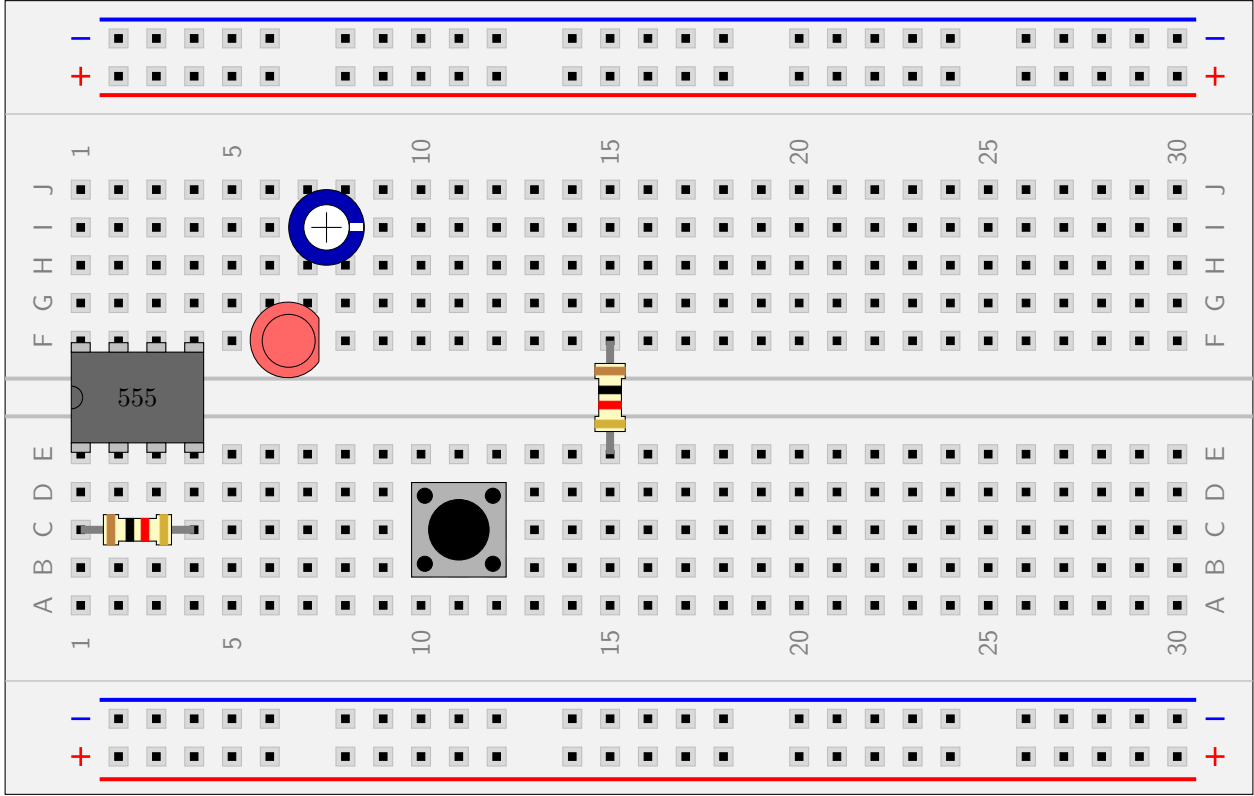 − −
+ +
1 5 10 15 20 25 30
J J
I I
H H
G G
F F
555
E E
D D
C C
B B
A A
1 5 10 15 20 25 30
− −
+ +